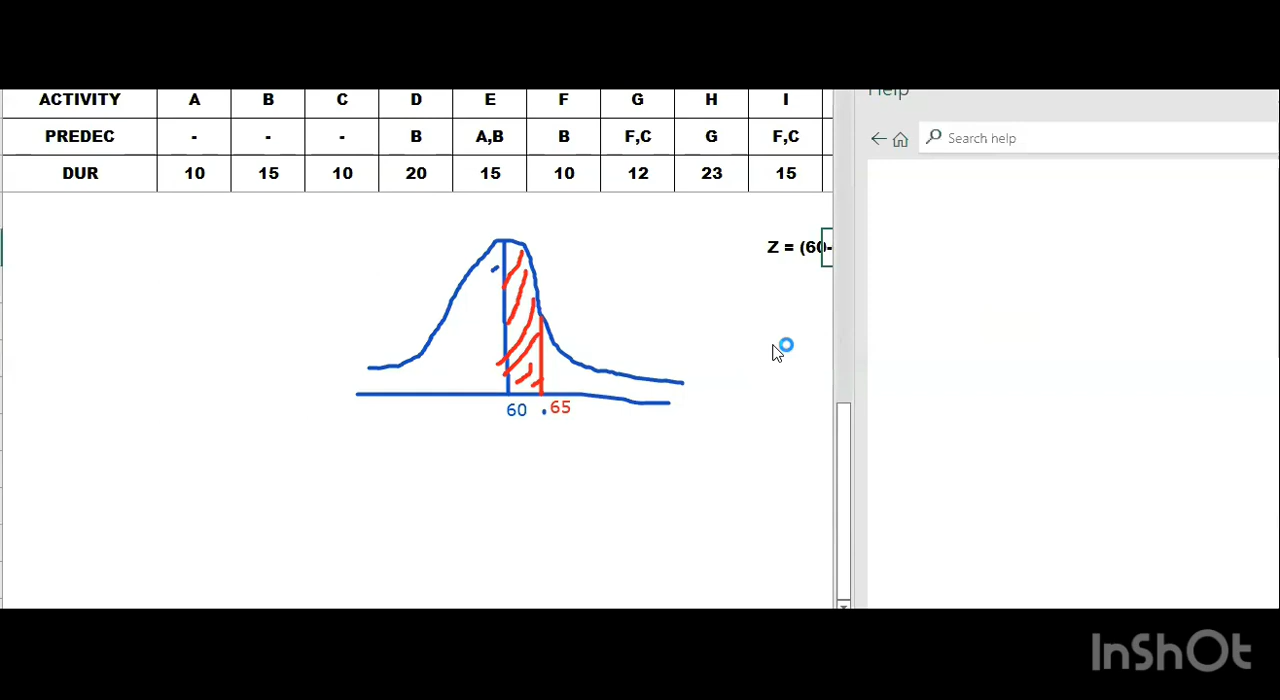 ACTIVITY A B C D E F G H I
PREDEC - - - B A,B B F,C G F,C
DUR 10 15 10 20 15 10 12 23 15
Help
Search help
Z = (60-
60 .65
InShOt